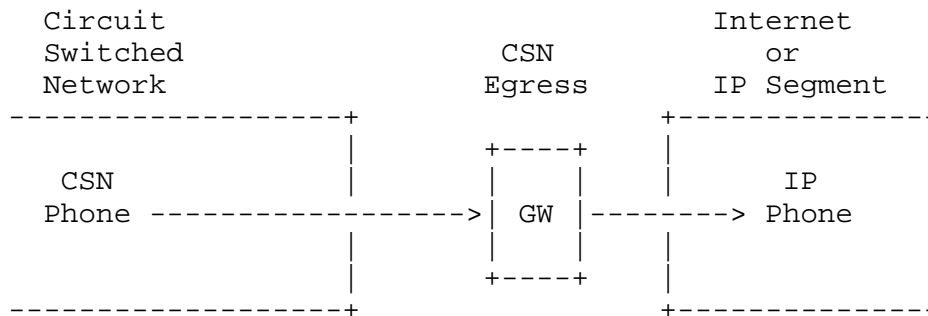 Circuit Internet
Switched CSN or
Network Egress IP Segment
CSN IP
Phone GW Phone